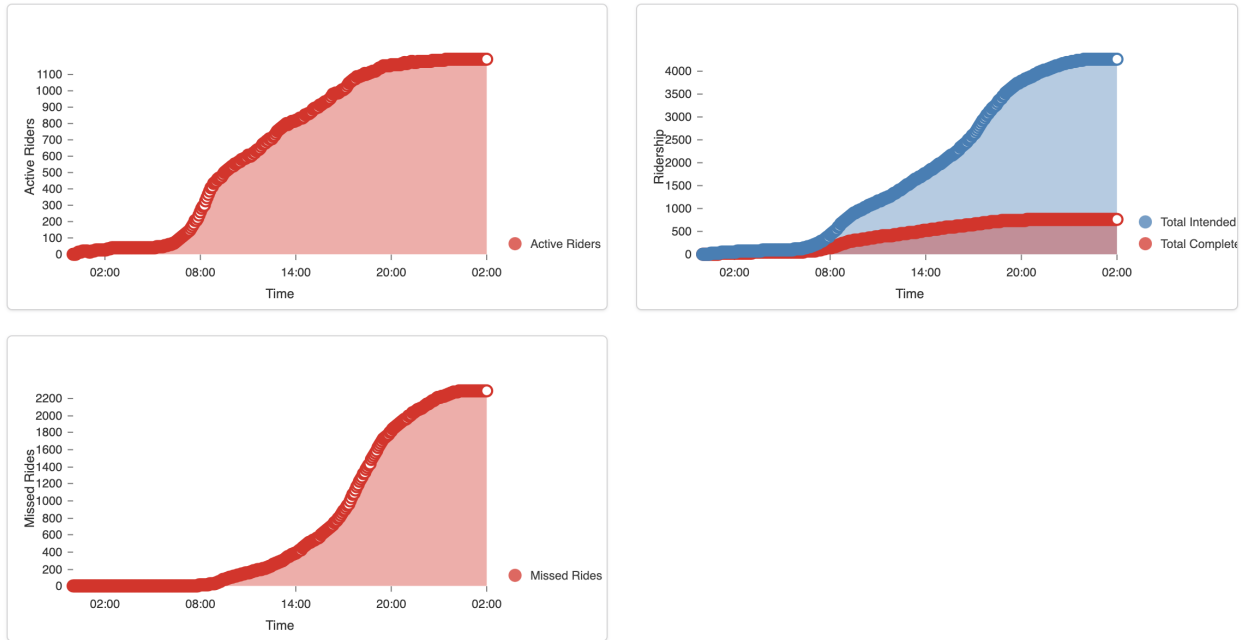 1100
1000
900
800
700
600
500
400
300
200
100
0
Active Riders
02:00 08:00 14:00 20:00 02:00
Time
Active Riders
4000
3500
3000
2500
2000
1500
1000
500
0
Ridership
02:00 08:00 14:00 20:00 02:00
Time
Total Intended
Total Complete
2200
2000
1800
1600
1400
1200
1000
800
600
400
200
0
Missed Rides
02:00 08:00 14:00 20:00 02:00
Time
Missed Rides